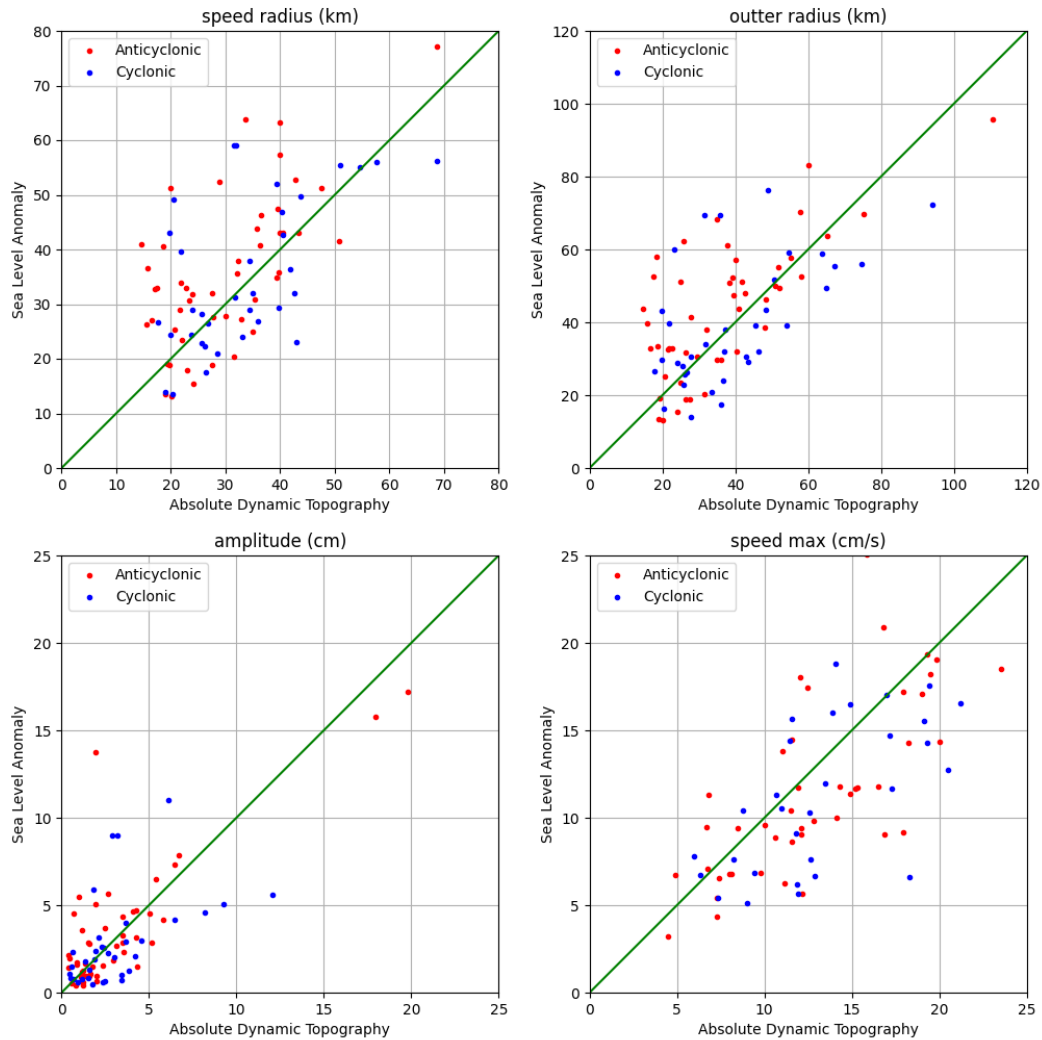 speed radius (km)
80
70
60
50
40
30
20
10
0
Sea Level Anomaly
Anticyclonic
Cyclonic
0 10 20 30 40 50 60 70 80
Absolute Dynamic Topography
outter radius (km)
120
100
80
60
40
20
0
Sea Level Anomaly
Anticyclonic
Cyclonic
0 20 40 60 80 100 120
Absolute Dynamic Topography
amplitude (cm)
25
20
15
10
5
0
Sea Level Anomaly
Anticyclonic
Cyclonic
0 5 10 15 20 25
Absolute Dynamic Topography
speed max (cm/s)
25
20
15
10
5
0
Sea Level Anomaly
Anticyclonic
Cyclonic
0 5 10 15 20 25
Absolute Dynamic Topography